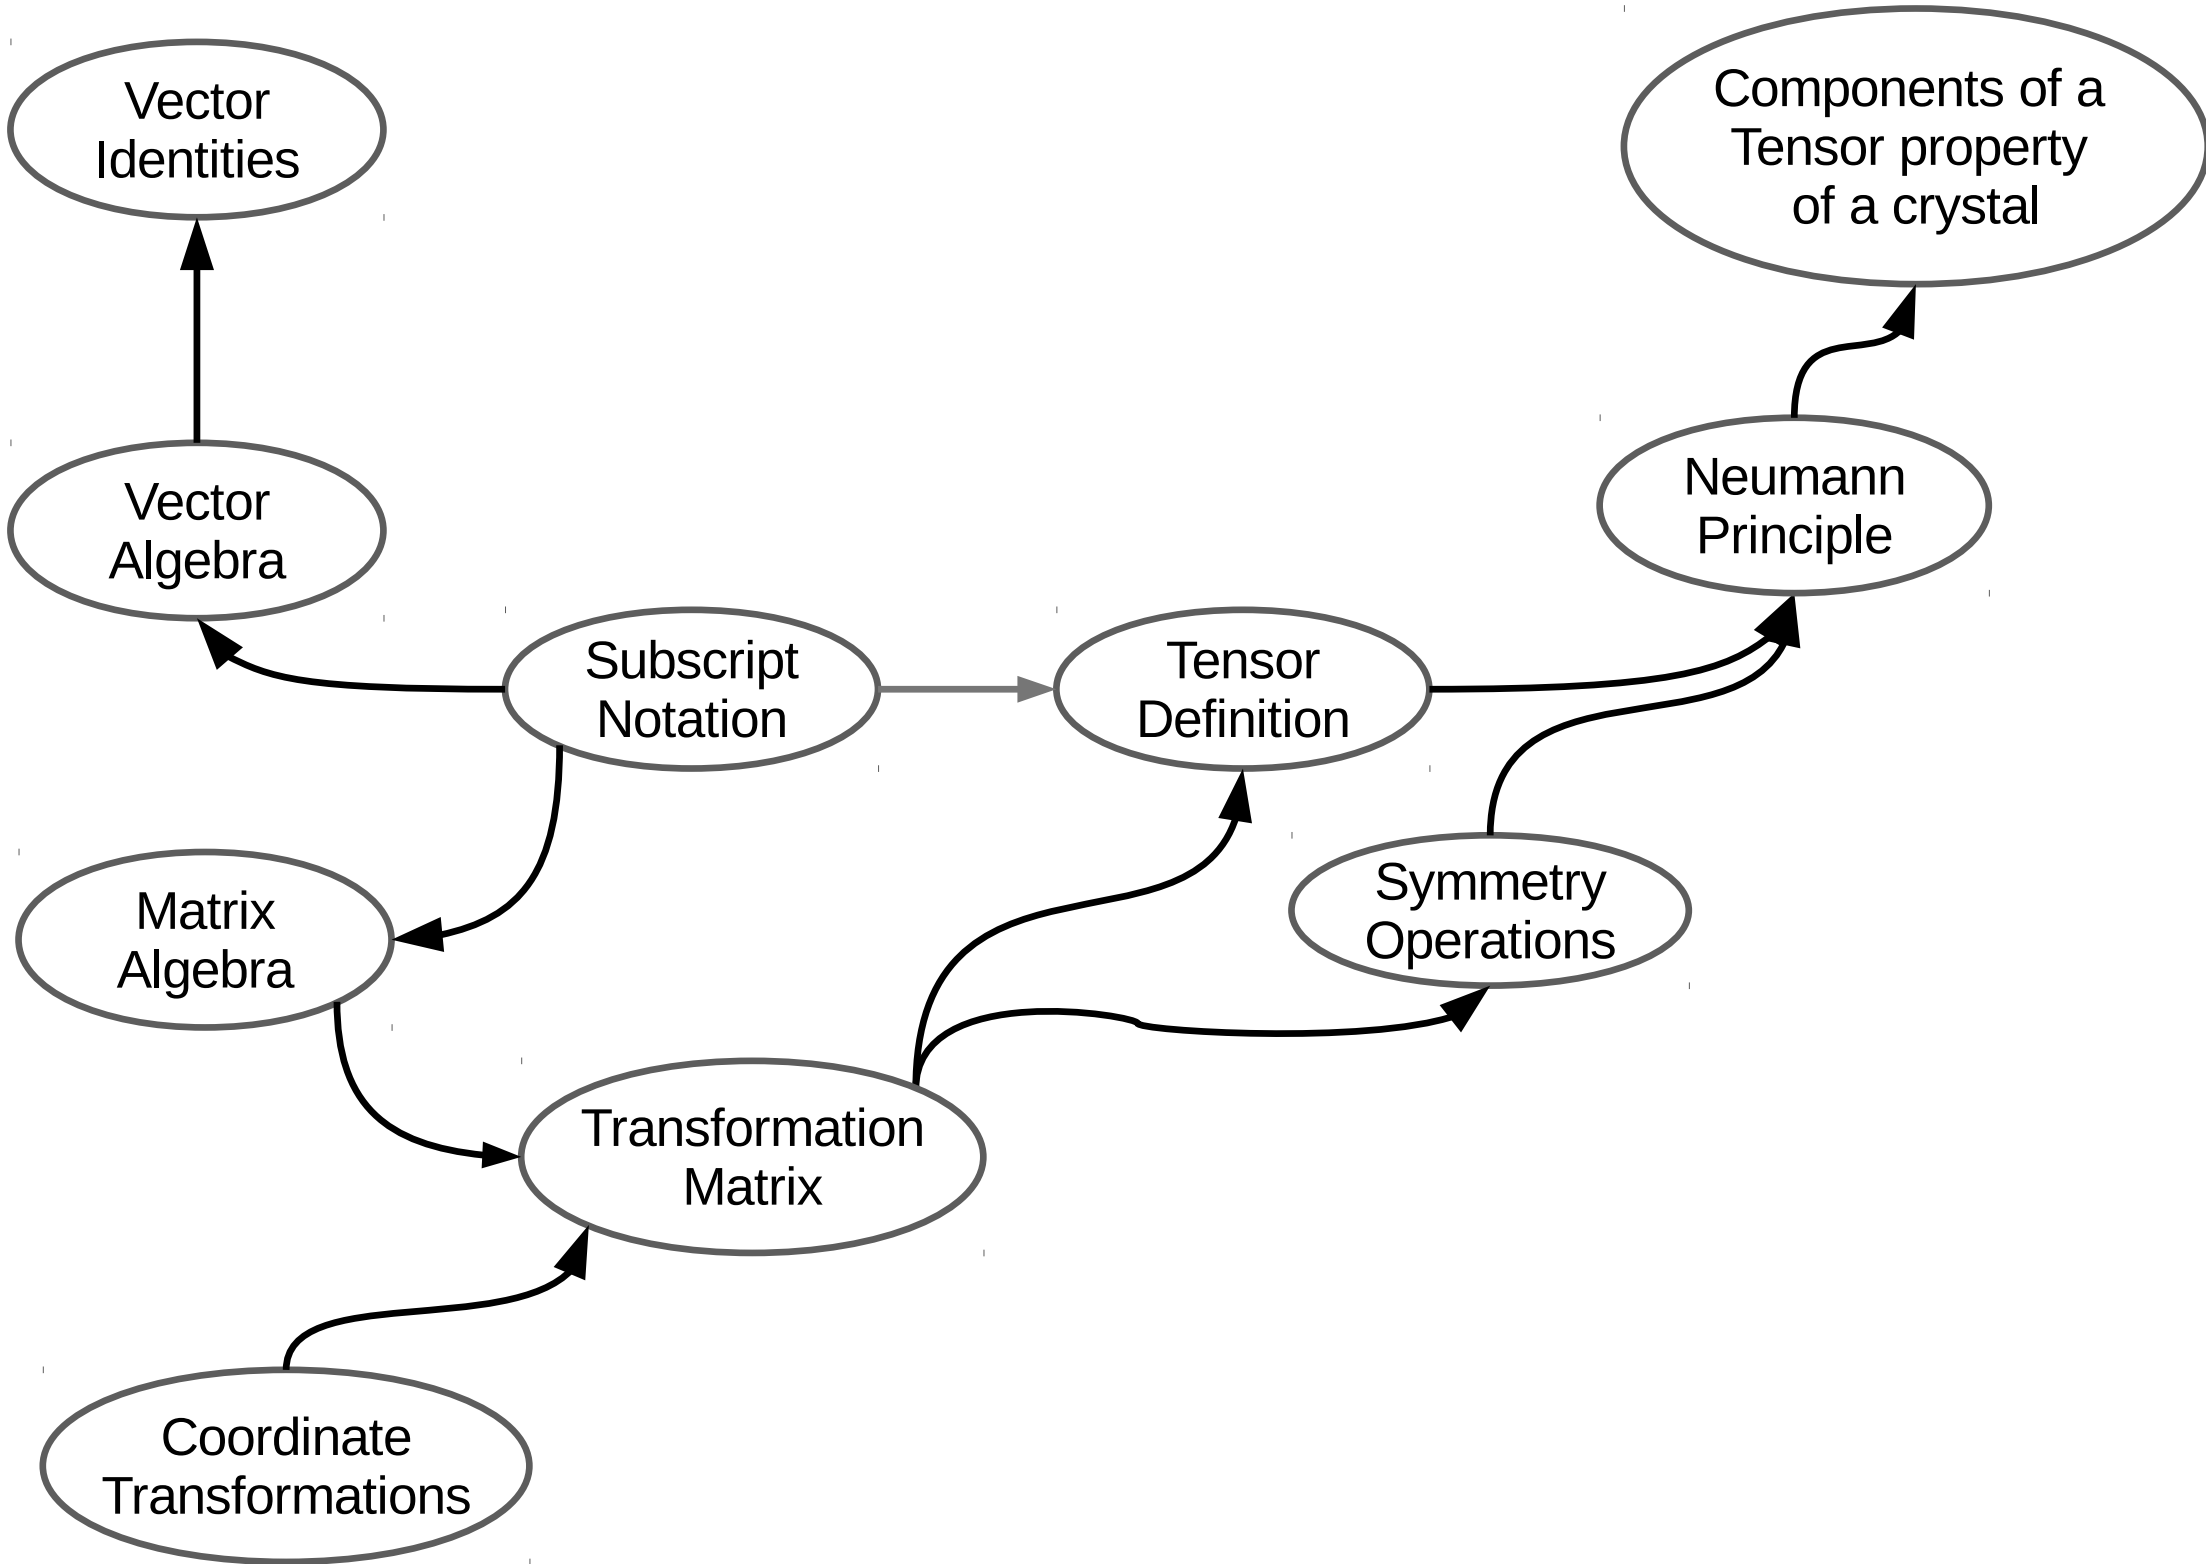 Vector
Identities
Components of a
Tensor property
of a crystal
Vector
Algebra
Neumann
Principle
Subscript
Notation
Tensor
Definition
Matrix
Algebra
Symmetry
Operations
Transformation
Matrix
Coordinate
Transformations